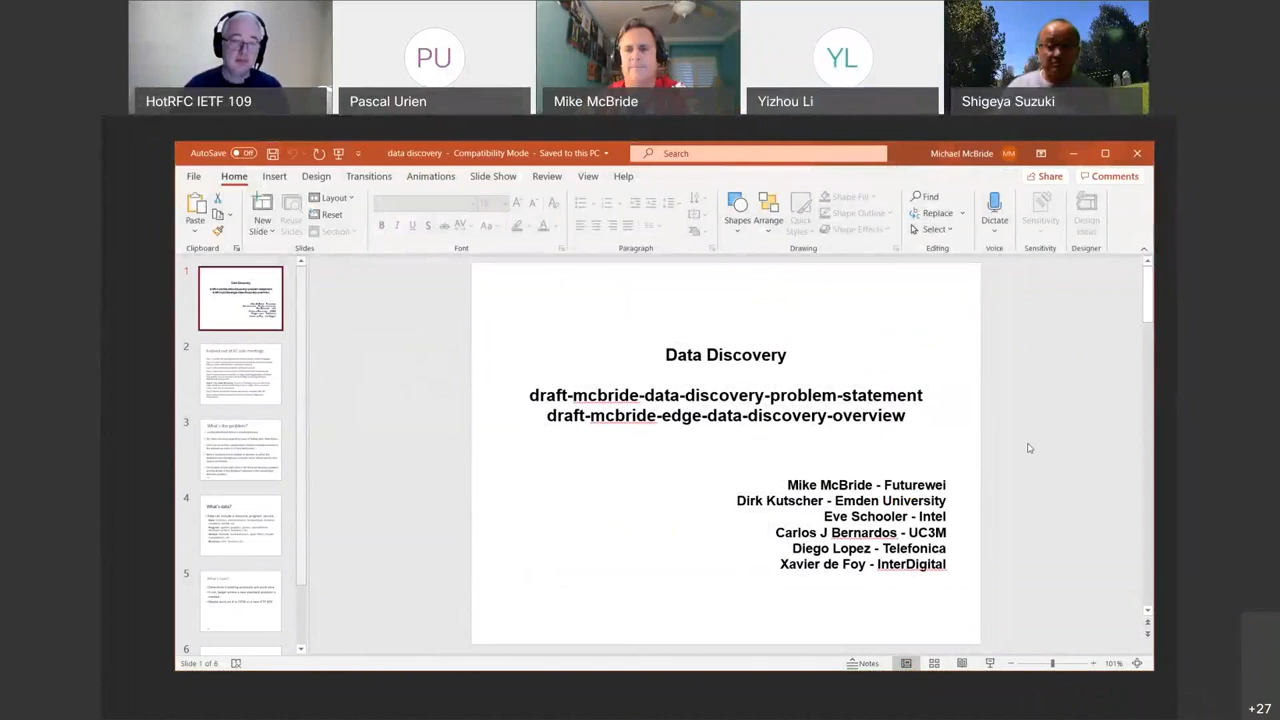 PU
YL
HotRFC IETF 109
Pascal Urien
Mike McBride
Yizhou Li
Shigeya Suzuki
AutoSave Off
data discovery - Compatibility Mode - Saved to this PC
Search
Michael McBride MM
File Home Insert Design Transitions Animations Slide Show Review View Help
Share Comments
Paste
New Slide
Reuse Slides
Layout
Reset
Section
Shapes
Arrange
Quick Styles
Shape Fill
Shape Outline
Shape Effects
Find
Replace
Select
Dictate
Sensitivity
Design Ideas
Clipboard Slides Font Paragraph Drawing Editing Voice Sensitivity Designer
1
2
3
What's the problem?
4
What's data?
5
What's next?
6
Data Discovery
draft-mcbride-data-discovery-problem-statement
draft-mcbride-edge-data-discovery-overview
Mike McBride - Futurewei
Dirk Kutscher - Emden University
Eve Schooler - Intel
Carlos J Bernardos - UC3M
Diego Lopez - Telefonica
Xavier de Foy - InterDigital
Slide 1 of 6
Notes
101%
+27